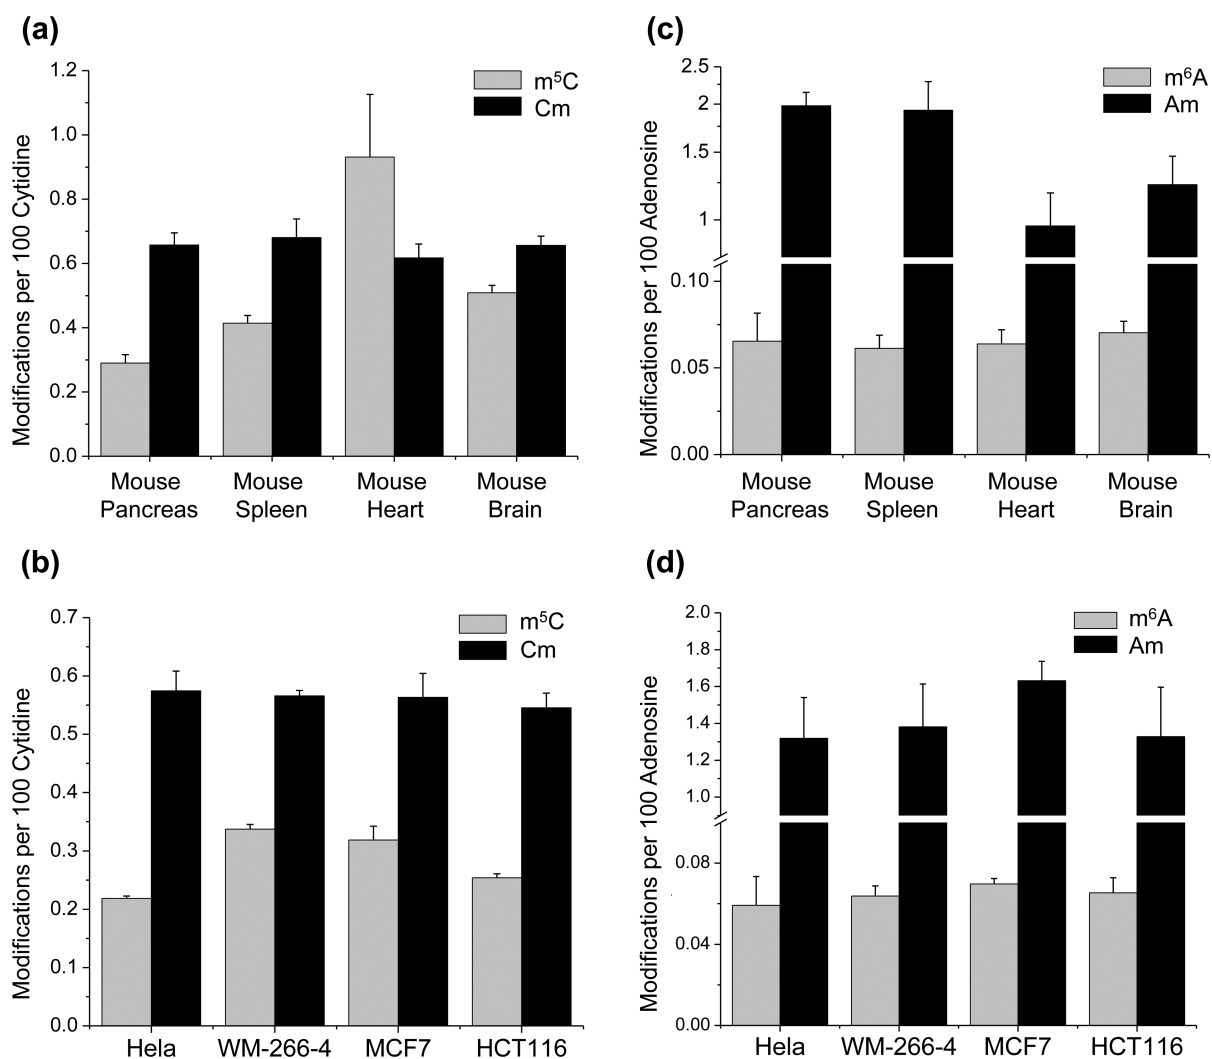 (a)
Modifications per 100 Cytidine
1.2
1.0
0.8
0.6
0.4
0.2
0.0
m⁵C
Cm
Mouse Pancreas
Mouse Spleen
Mouse Heart
Mouse Brain
(c)
Modifications per 100 Adenosine
2.5
2
1.5
1
0.10
0.05
0.00
m⁶A
Am
Mouse Pancreas
Mouse Spleen
Mouse Heart
Mouse Brain
(b)
Modifications per 100 Cytidine
0.7
0.6
0.5
0.4
0.3
0.2
0.1
0.0
m⁵C
Cm
Hela
WM-266-4
MCF7
HCT116
(d)
Modifications per 100 Adenosine
2.0
1.8
1.6
1.4
1.2
1.0
0.08
0.04
0.00
m⁶A
Am
Hela
WM-266-4
MCF7
HCT116